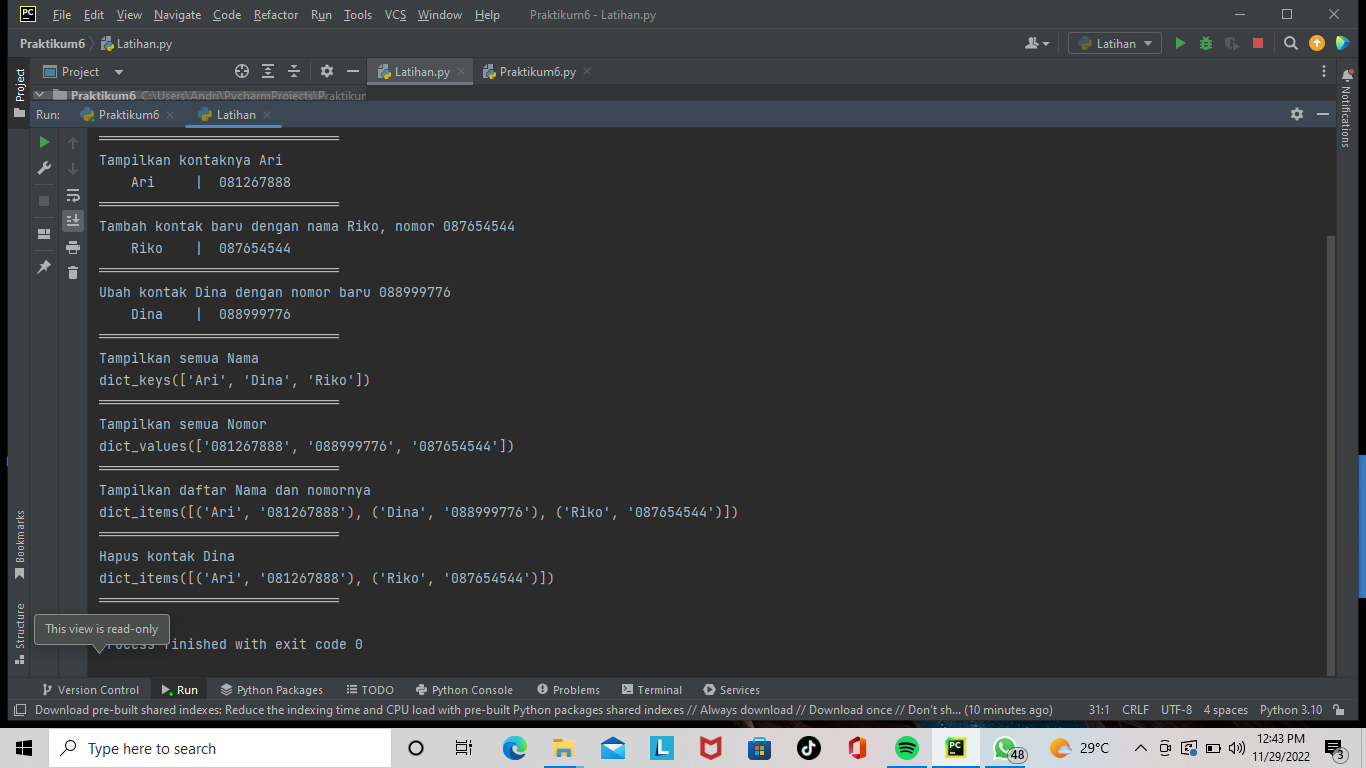 File Edit View Navigate Code Refactor Run Tools VCS Window Help Praktikum6 - Latihan.py
Praktikum6 Latihan.py Latihan
Project Project Latihan.py Praktikum6.py
Praktikum6 C:\Users\Andri\PycharmProjects\Praktikum
Notifications
Run: Praktikum6 Latihan
========================
Tampilkan kontaknya Ari
Ari | 081267888
========================
Tambah kontak baru dengan nama Riko, nomor 087654544
Riko | 087654544
========================
Ubah kontak Dina dengan nomor baru 088999776
Dina | 088999776
========================
Tampilkan semua Nama
dict_keys(['Ari', 'Dina', 'Riko'])
========================
Tampilkan semua Nomor
dict_values(['081267888', '088999776', '087654544'])
========================
Tampilkan daftar Nama dan nomornya
dict_items([('Ari', '081267888'), ('Dina', '088999776'), ('Riko', '087654544')])
========================
Hapus kontak Dina
dict_items([('Ari', '081267888'), ('Riko', '087654544')])
========================
Bookmarks
Structure
This view is read-only
Process finished with exit code 0
Version Control Run Python Packages TODO Python Console Problems Terminal Services
Download pre-built shared indexes: Reduce the indexing time and CPU load with pre-built Python packages shared indexes // Always download // Download once // Don't sh... (10 minutes ago) 31:1 CRLF UTF-8 4 spaces Python 3.10
Type here to search 48 29°C 12:43 PM
11/29/2022 3